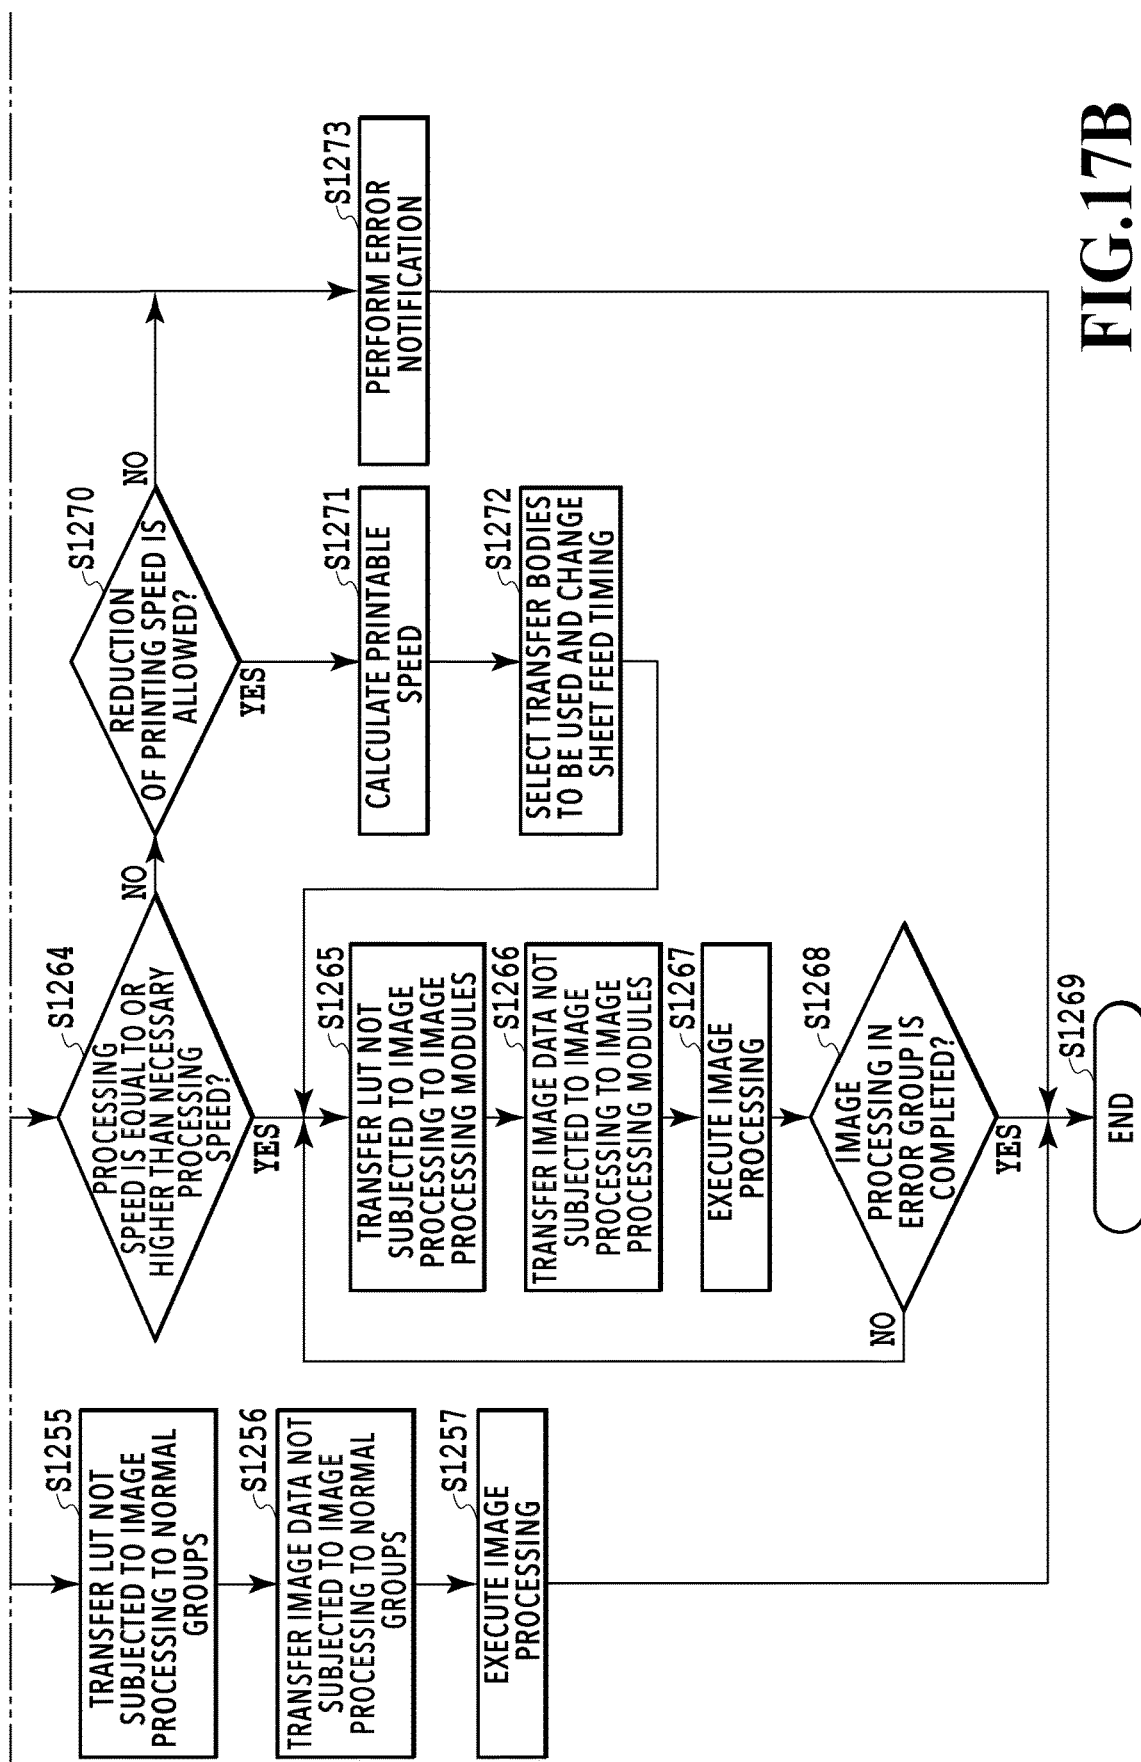 S1255
TRANSFER LUT NOT
SUBJECTED TO IMAGE
PROCESSING TO NORMAL
GROUPS
S1256
TRANSFER IMAGE DATA NOT
SUBJECTED TO IMAGE
PROCESSING TO NORMAL
GROUPS
S1257
EXECUTE IMAGE
PROCESSING
S1264
PROCESSING
SPEED IS EQUAL TO OR
HIGHER THAN NECESSARY
PROCESSING
SPEED?
NO
YES
S1265
TRANSFER LUT NOT
SUBJECTED TO IMAGE
PROCESSING TO IMAGE
PROCESSING MODULES
S1266
TRANSFER IMAGE DATA NOT
SUBJECTED TO IMAGE
PROCESSING TO IMAGE
PROCESSING MODULES
S1267
EXECUTE IMAGE
PROCESSING
S1268
IMAGE
PROCESSING IN
ERROR GROUP IS
COMPLETED?
NO
YES
S1269
END
S1270
REDUCTION
OF PRINTING SPEED IS
ALLOWED?
NO
YES
S1271
CALCULATE PRINTABLE
SPEED
S1272
SELECT TRANSFER BODIES
TO BE USED AND CHANGE
SHEET FEED TIMING
S1273
PERFORM ERROR
NOTIFICATION
FIG.17B